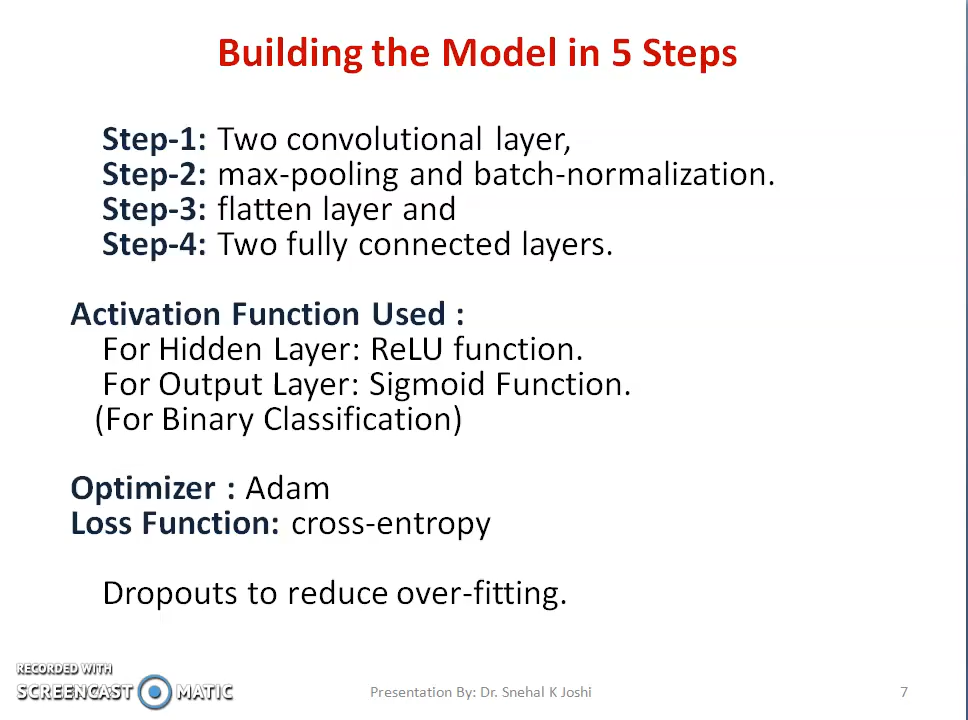 Building the Model in 5 Steps
Step-1: Two convolutional layer,
Step-2: max-pooling and batch-normalization.
Step-3: flatten layer and
Step-4: Two fully connected layers.
Activation Function Used :
For Hidden Layer: ReLU function.
For Output Layer: Sigmoid Function.
(For Binary Classification)
Optimizer : Adam
Loss Function: cross-entropy
Dropouts to reduce over-fitting.
RECORDED WITH
SCREENCAST MATIC
Presentation By: Dr. Snehal K Joshi
7